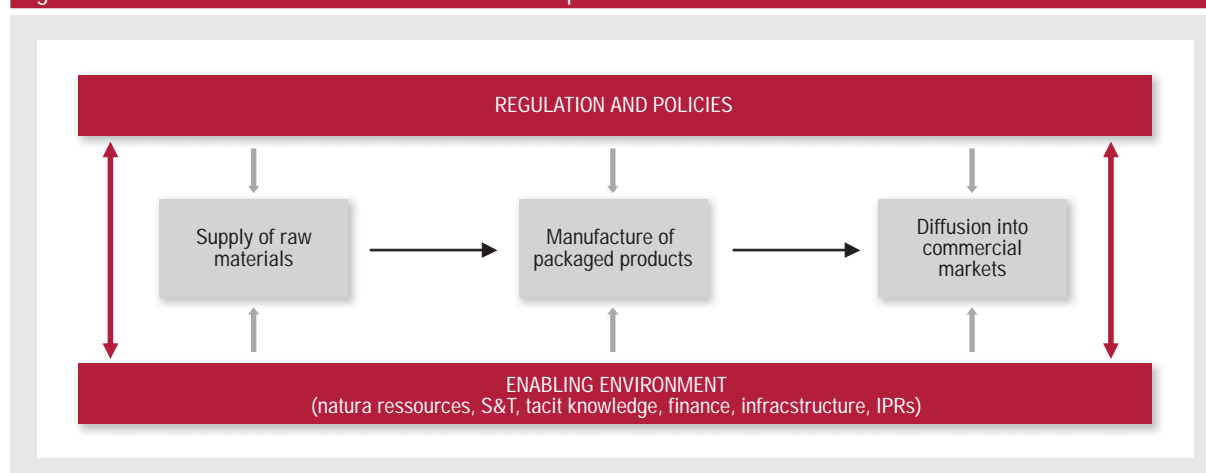 REGULATION AND POLICIES
Supply of raw
materials
Manufacture of
packaged products
Diffusion into
commercial
markets
ENABLING ENVIRONMENT
(natura ressources, S&T, tacit knowledge, finance, infracstructure, IPRs)